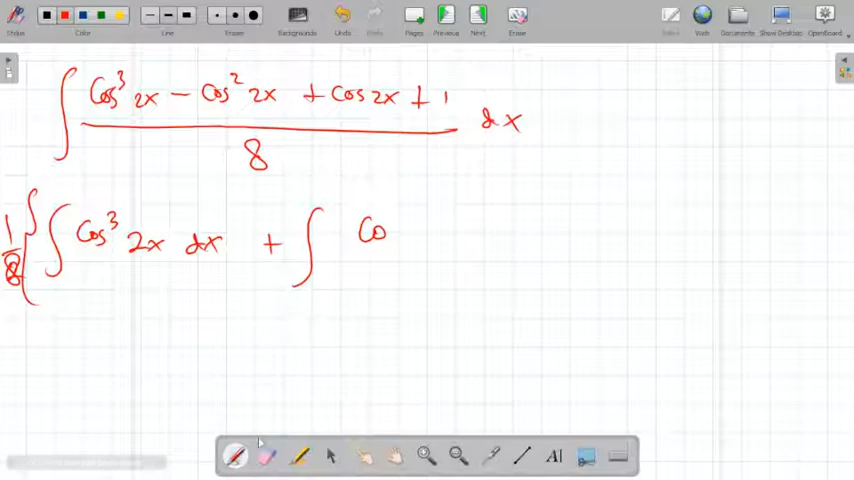 Stylus Color Line Eraser Backgrounds Undo Redo Pages Previous Next Erase Web Documents Show Desktop OpenBoard
∫ (Cos³ 2x − Cos² 2x + Cos 2x + 1) / 8 dx
1/8 { ∫ Cos³ 2x dx + ∫ Co